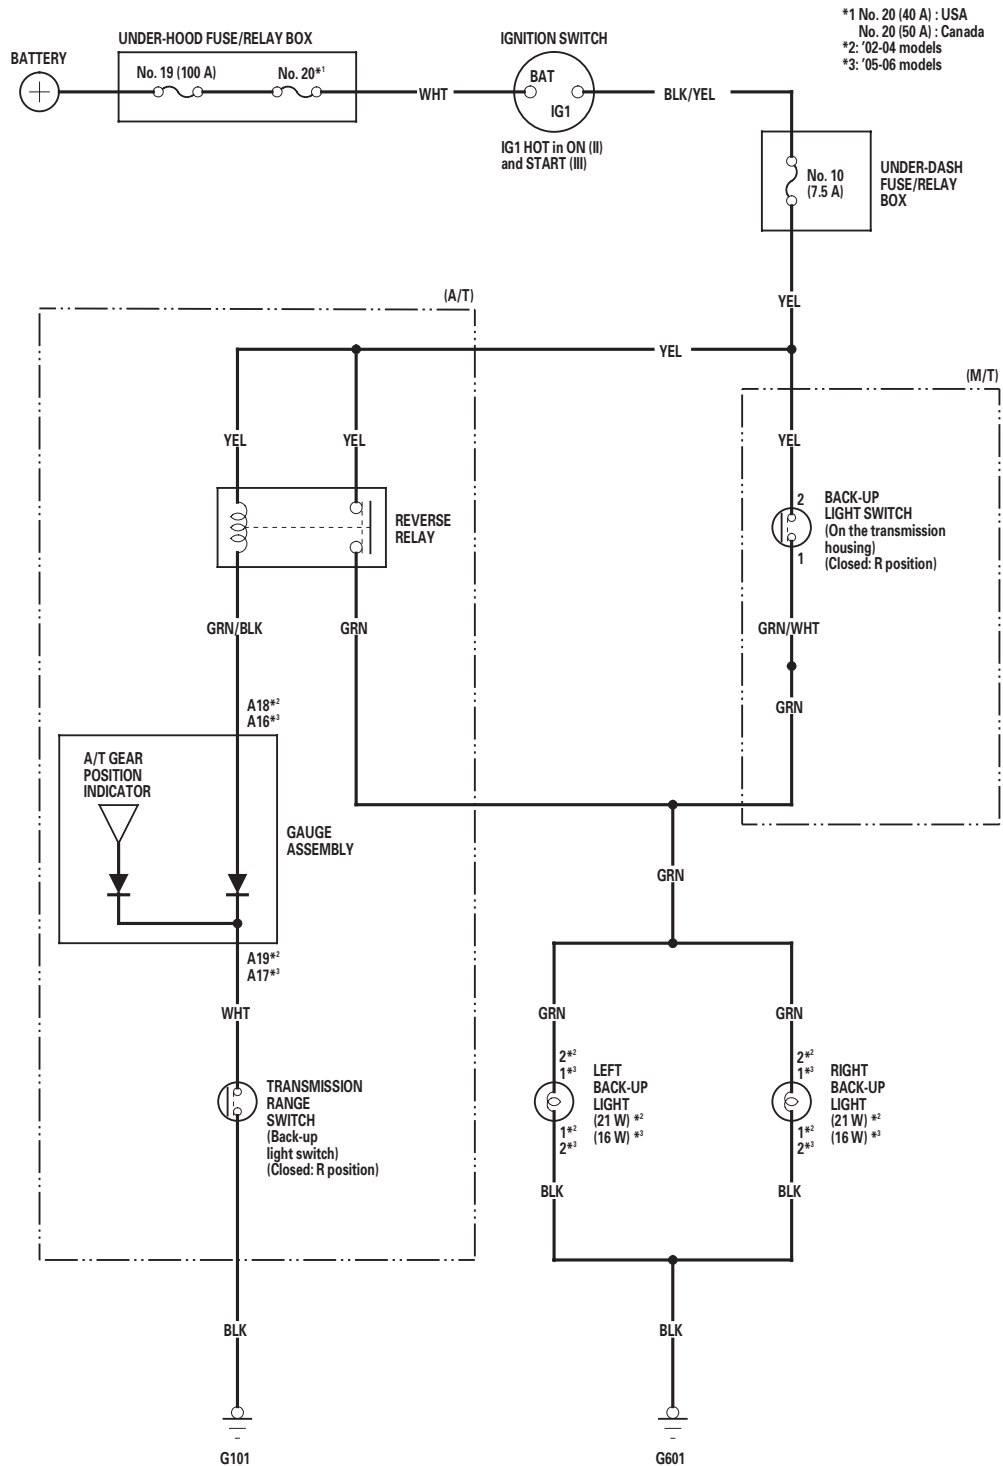 *1 No. 20 (40 A) : USA
No. 20 (50 A) : Canada
*2: '02-04 models
*3: '05-06 models
UNDER-HOOD FUSE/RELAY BOX
IGNITION SWITCH
BATTERY
No. 19 (100 A)
No. 20*1
BAT
WHT
BLK/YEL
IG1
IG1 HOT in ON (II)
and START (III)
No. 10
(7.5 A)
UNDER-DASH
FUSE/RELAY
BOX
(A/T)
YEL
YEL
(M/T)
YEL
YEL
YEL
2
BACK-UP
LIGHT SWITCH
(On the transmission
housing)
(Closed: R position)
1
REVERSE
RELAY
GRN/BLK
GRN
GRN/WHT
A18*2
A16*3
GRN
A/T GEAR
POSITION
INDICATOR
GAUGE
ASSEMBLY
GRN
A19*2
A17*3
WHT
GRN
GRN
2*2
1*3
LEFT
BACK-UP
LIGHT
(21 W) *2
(16 W) *3
1*2
2*3
2*2
1*3
RIGHT
BACK-UP
LIGHT
(21 W) *2
(16 W) *3
1*2
2*3
TRANSMISSION
RANGE
SWITCH
(Back-up
light switch)
(Closed: R position)
BLK
BLK
BLK
BLK
G101
G601